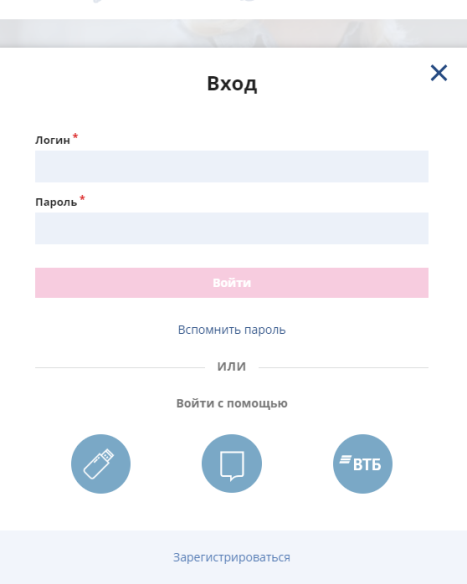 Вход
Логин *
Пароль *
Войти
Вспомнить пароль
ИЛИ
Войти с помощью
ВТБ
Зарегистрироваться